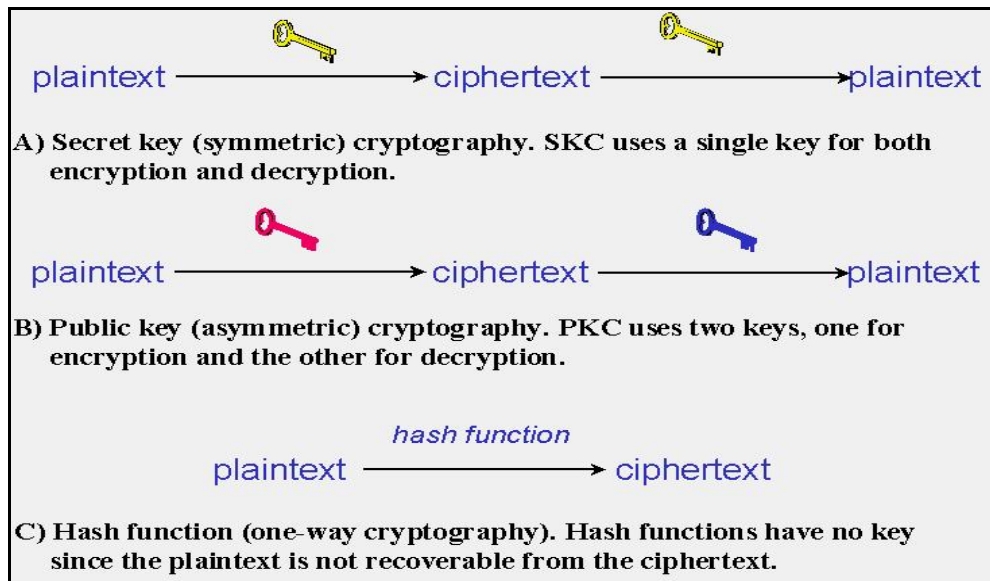 plaintext ciphertext plaintext
A) Secret key (symmetric) cryptography. SKC uses a single key for both
encryption and decryption.
plaintext ciphertext plaintext
B) Public key (asymmetric) cryptography. PKC uses two keys, one for
encryption and the other for decryption.
hash function
plaintext ciphertext
C) Hash function (one-way cryptography). Hash functions have no key
since the plaintext is not recoverable from the ciphertext.